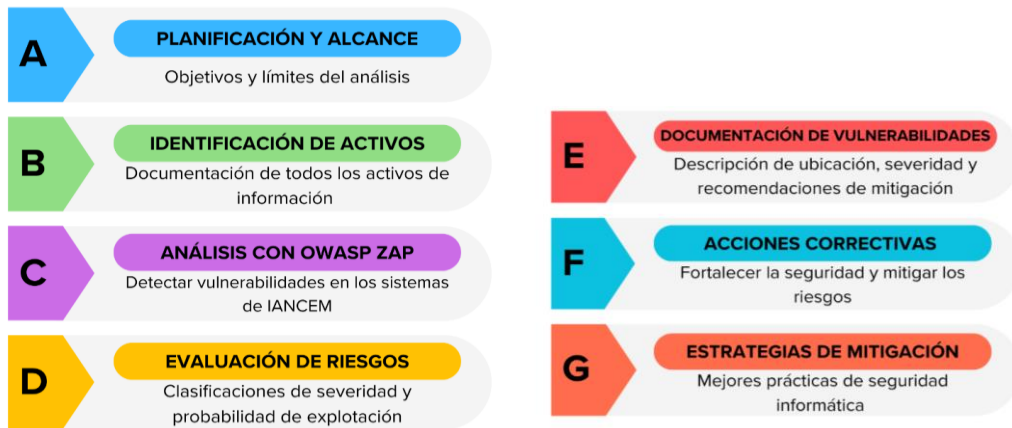 A
PLANIFICACIÓN Y ALCANCE
Objetivos y límites del análisis
B
IDENTIFICACIÓN DE ACTIVOS
Documentación de todos los activos de
información
C
ANÁLISIS CON OWASP ZAP
Detectar vulnerabilidades en los sistemas
de IANCEM
D
EVALUACIÓN DE RIESGOS
Clasificaciones de severidad y
probabilidad de explotación
E
DOCUMENTACIÓN DE VULNERABILIDADES
Descripción de ubicación, severidad y
recomendaciones de mitigación
F
ACCIONES CORRECTIVAS
Fortalecer la seguridad y mitigar los
riesgos
G
ESTRATEGIAS DE MITIGACIÓN
Mejores prácticas de seguridad
informática